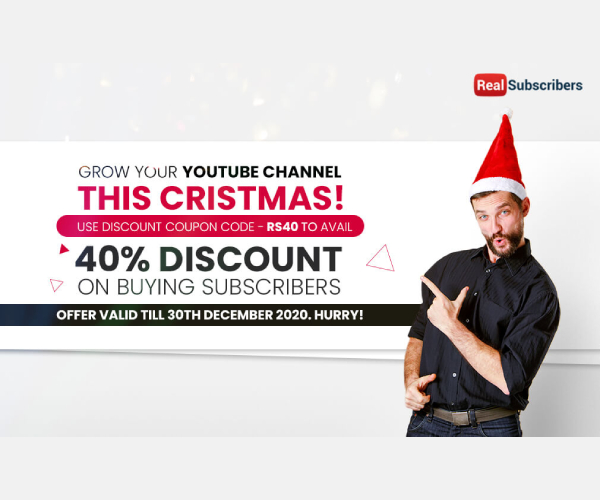 RealSubscribers
GROW YOUR YOUTUBE CHANNEL
THIS CRISTMAS!
USE DISCOUNT COUPON CODE - RS40 TO AVAIL
40% DISCOUNT
ON BUYING SUBSCRIBERS
OFFER VALID TILL 30TH DECEMBER 2020. HURRY!